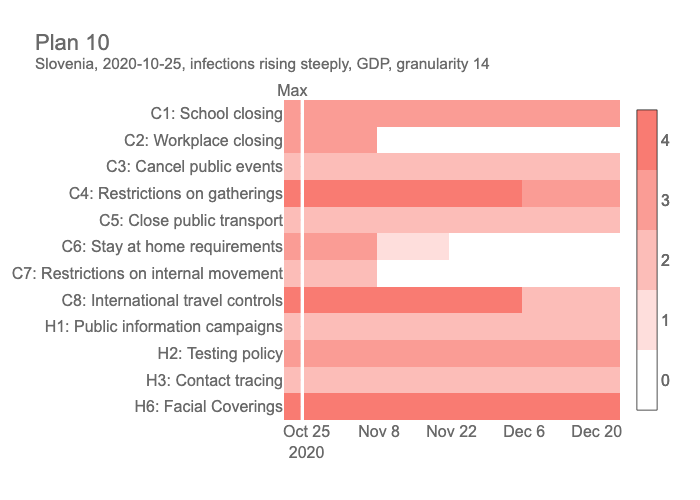 Plan 10
Slovenia, 2020-10-25, infections rising steeply, GDP, granularity 14
Max
C1: School closing
C2: Workplace closing
C3: Cancel public events
C4: Restrictions on gatherings
C5: Close public transport
C6: Stay at home requirements
C7: Restrictions on internal movement
C8: International travel controls
H1: Public information campaigns
H2: Testing policy
H3: Contact tracing
H6: Facial Coverings
4
3
2
1
0
Oct 25 Nov 8 Nov 22 Dec 6 Dec 20
2020